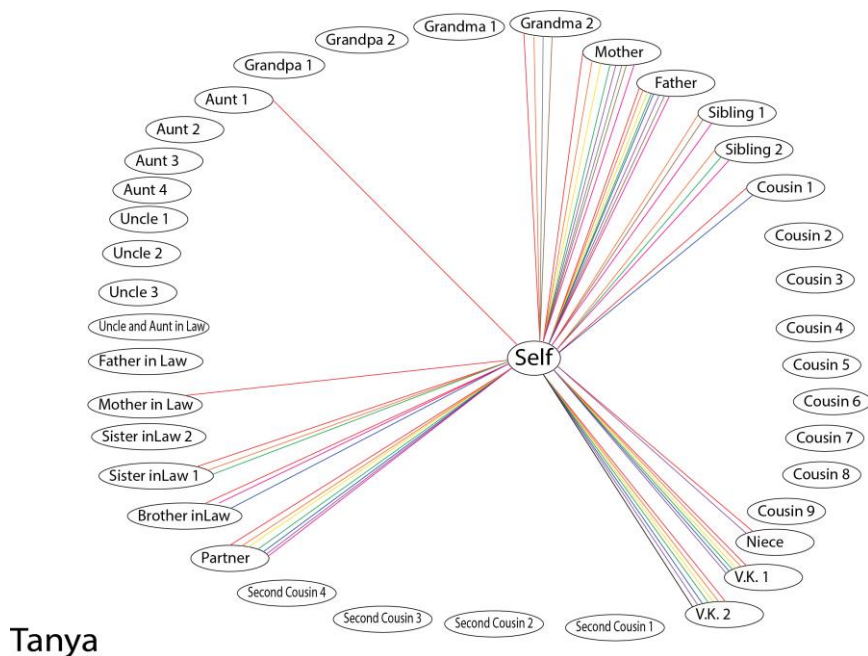 Grandma 2
Grandma 1
Grandpa 2
Grandpa 1
Aunt 1
Aunt 2
Aunt 3
Aunt 4
Uncle 1
Uncle 2
Uncle 3
Uncle and Aunt in Law
Father in Law
Mother in Law
Sister inLaw 2
Sister inLaw 1
Brother inLaw
Partner
Second Cousin 4
Second Cousin 3
Second Cousin 2
Second Cousin 1
V.K. 2
V.K. 1
Niece
Cousin 9
Cousin 8
Cousin 7
Cousin 6
Cousin 5
Cousin 4
Cousin 3
Cousin 2
Cousin 1
Sibling 2
Sibling 1
Father
Mother
Self
Tanya